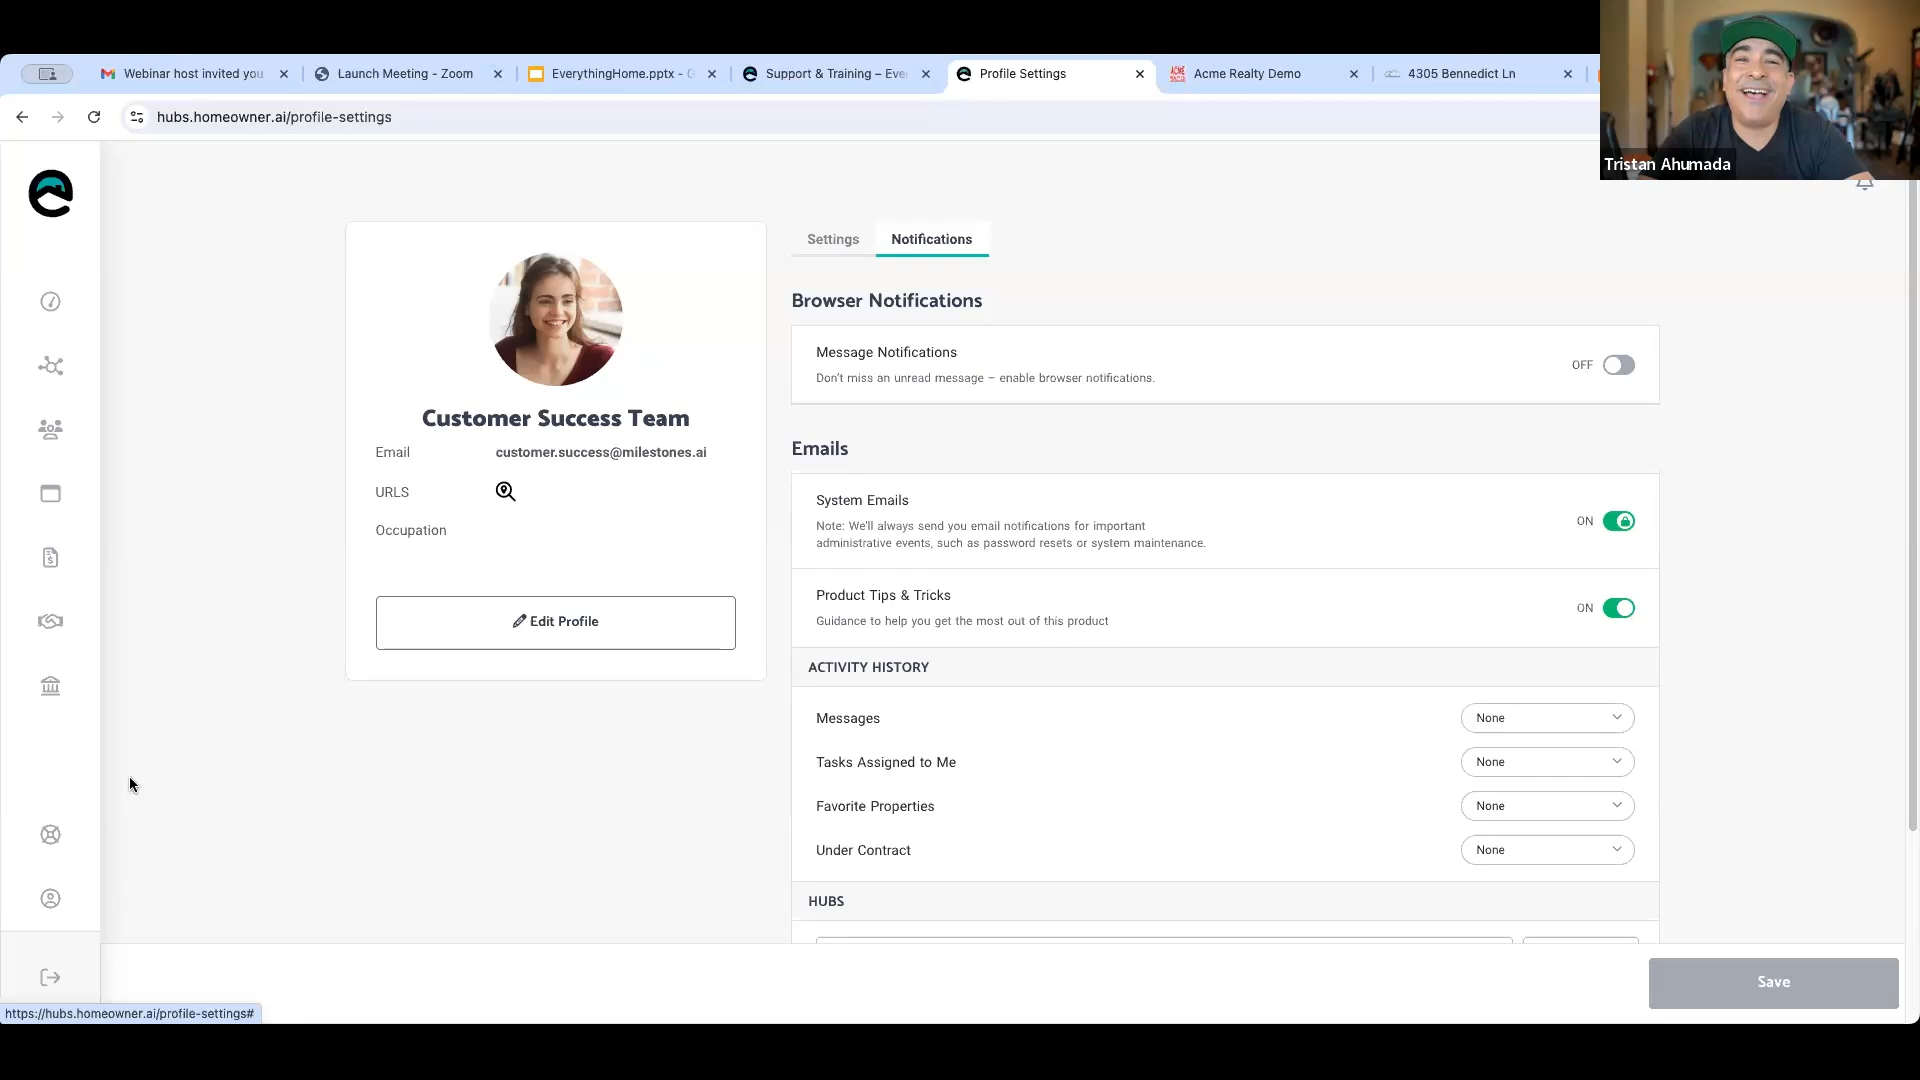 Webinar host invited you
Launch Meeting - Zoom
EverythingHome.pptx - G
Support & Training – Eve
Profile Settings
ACME
Acme Realty Demo
4305 Bennedict Ln
hubs.homeowner.ai/profile-settings
Tristan Ahumada
Settings
Notifications
Browser Notifications
Message Notifications
Don't miss an unread message – enable browser notifications.
OFF
Customer Success Team
Email
customer.success@milestones.ai
URLS
Occupation
Edit Profile
Emails
System Emails
Note: We'll always send you email notifications for important
administrative events, such as password resets or system maintenance.
ON
Product Tips & Tricks
Guidance to help you get the most out of this product
ON
ACTIVITY HISTORY
Messages
None
Tasks Assigned to Me
None
Favorite Properties
None
Under Contract
None
HUBS
Save
https://hubs.homeowner.ai/profile-settings#